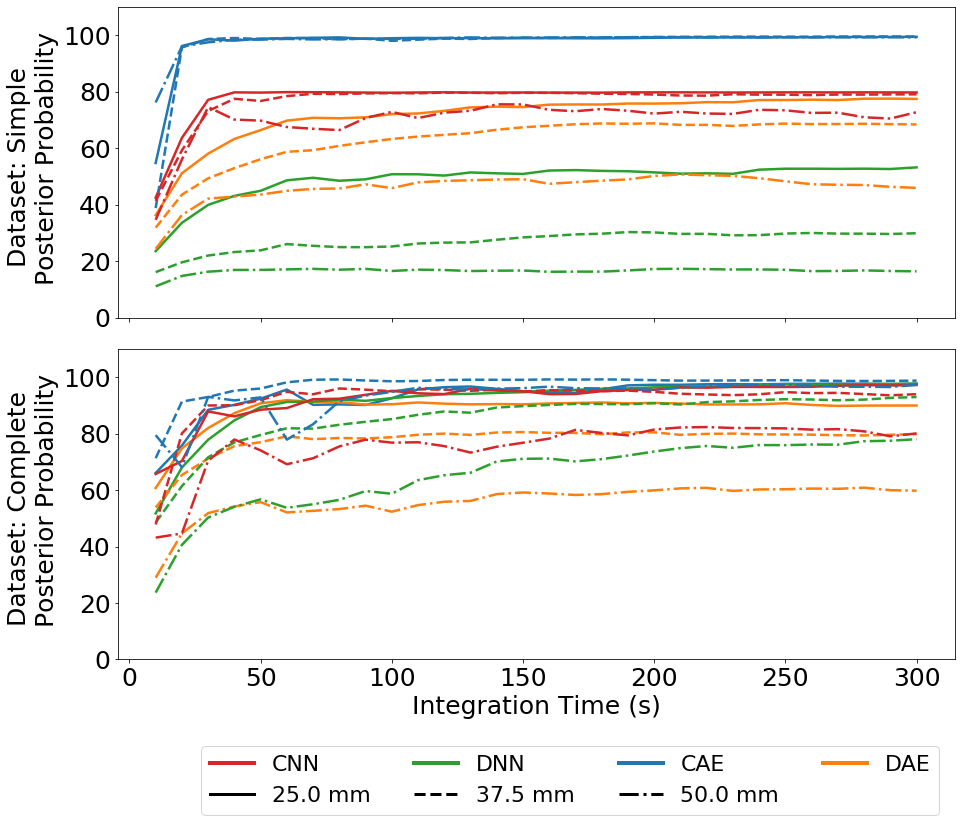 Dataset: Simple
Posterior Probability
100
80
60
40
20
0
Dataset: Complete
Posterior Probability
100
80
60
40
20
0
0 50 100 150 200 250 300
Integration Time (s)
CNN DNN CAE DAE
25.0 mm 37.5 mm 50.0 mm